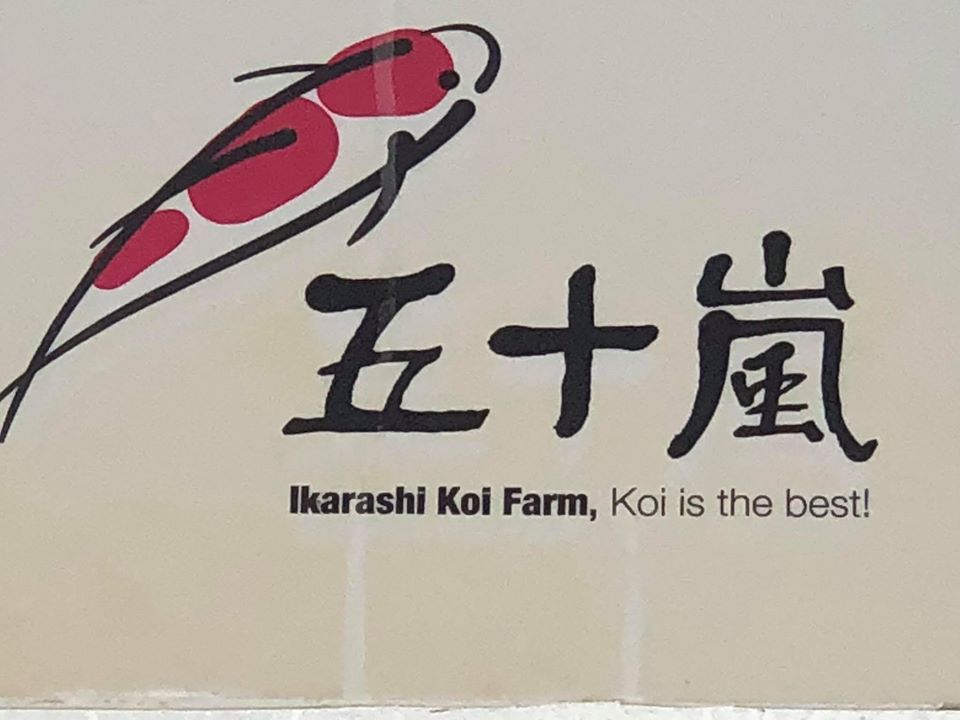 五十嵐
Ikarashi Koi Farm, Koi is the best!